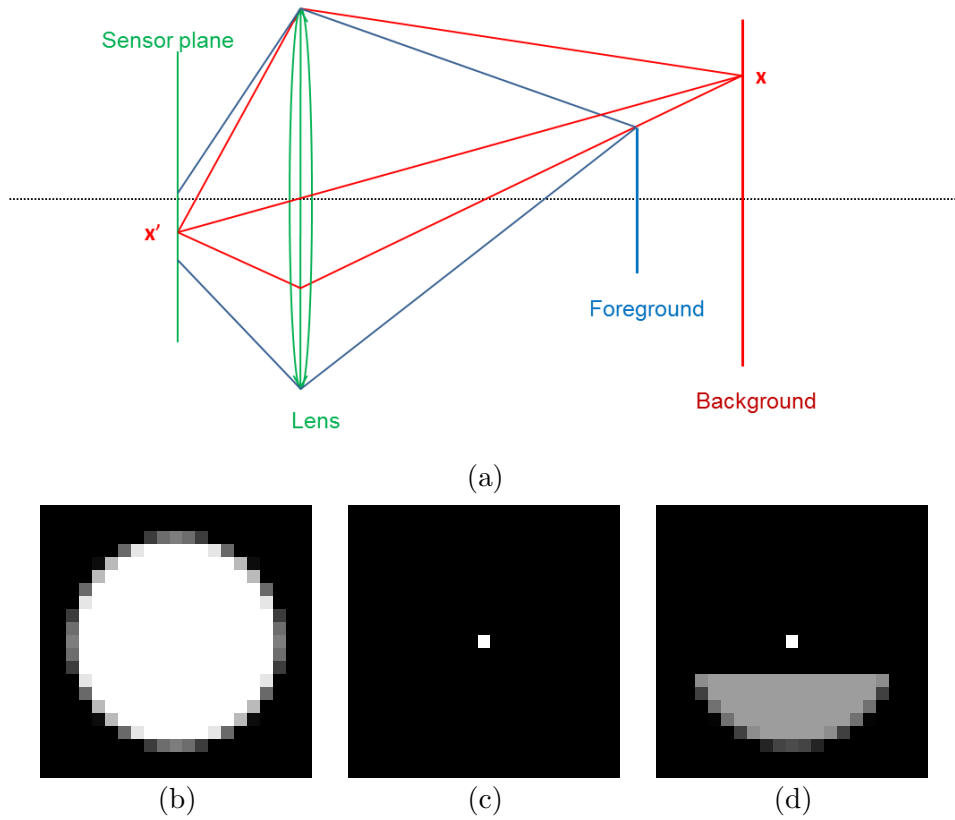 Sensor plane
x
x'
Foreground
Background
Lens
(a)
(b)
(c)
(d)